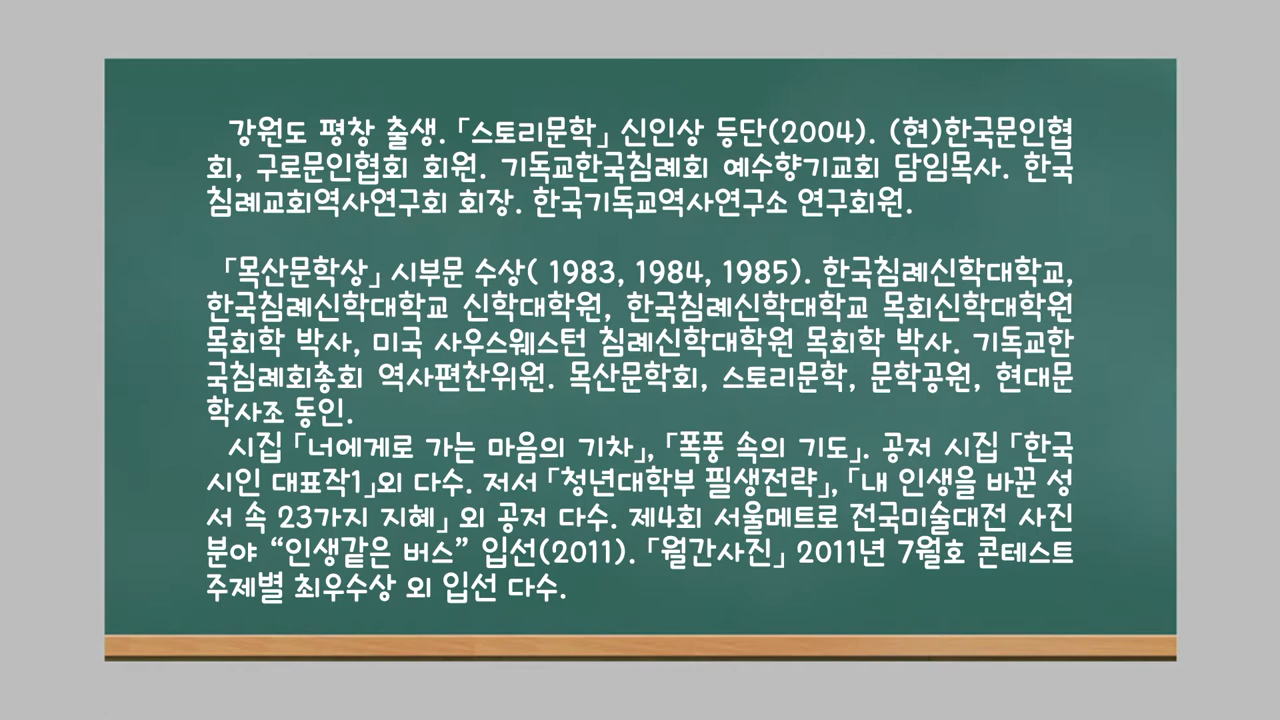 강원도 평창 출생. 「스토리문학」 신인상 등단(2004). (현)한국문인협
회, 구로문인협회 회원. 기독교한국침례회 예수향기교회 담임목사. 한국
침례교회역사연구회 회장. 한국기독교역사연구소 연구회원.
「목산문학상」 시부문 수상( 1983, 1984, 1985). 한국침례신학대학교,
한국침례신학대학교 신학대학원, 한국침례신학대학교 목회신학대학원
목회학 박사, 미국 사우스웨스턴 침례신학대학원 목회학 박사. 기독교한
국침례회총회 역사편찬위원. 목산문학회, 스토리문학, 문학공원, 현대문
학사조 동인.
시집 「너에게로 가는 마음의 기차」, 「폭풍 속의 기도」. 공저 시집 「한국
시인 대표작1」외 다수. 저서 「청년대학부 필생전략」, 「내 인생을 바꾼 성
서 속 23가지 지혜」 외 공저 다수. 제4회 서울메트로 전국미술대전 사진
분야 “인생같은 버스” 입선(2011). 「월간사진」 2011년 7월호 콘테스트
주제별 최우수상 외 입선 다수.